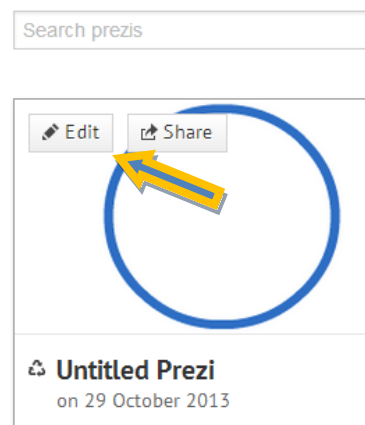 Search prezis
Edit
Share
Untitled Prezi
on 29 October 2013